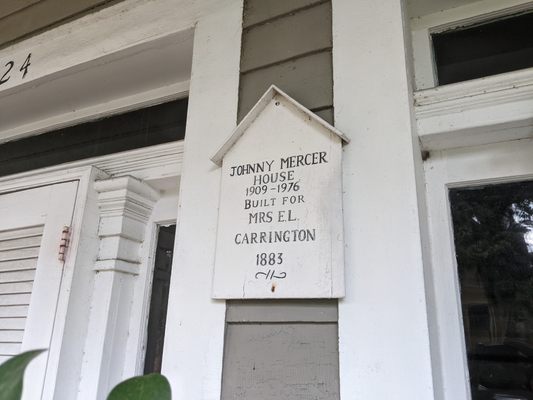 24
JOHNNY MERCER
HOUSE
1909-1976
BUILT FOR
MRS E.L.
CARRINGTON
1883